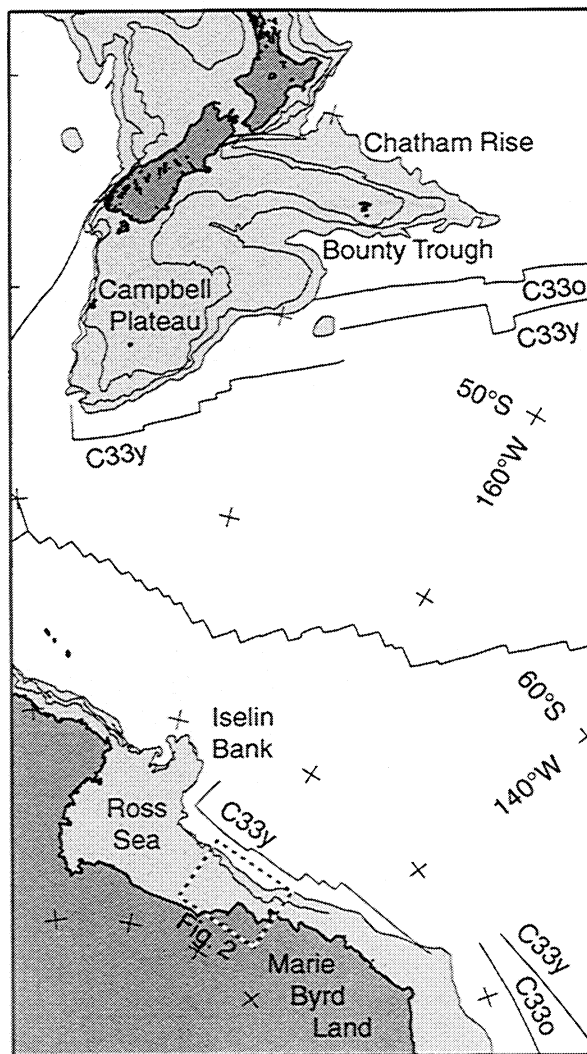 Chatham Rise
Bounty Trough
Campbell
Plateau
C33o
C33y
C33y
50°S
160°W
60°S
140°W
Iselin
Bank
Ross
Sea
C33y
Fig. 2
Marie
Byrd
Land
C33y
C33o